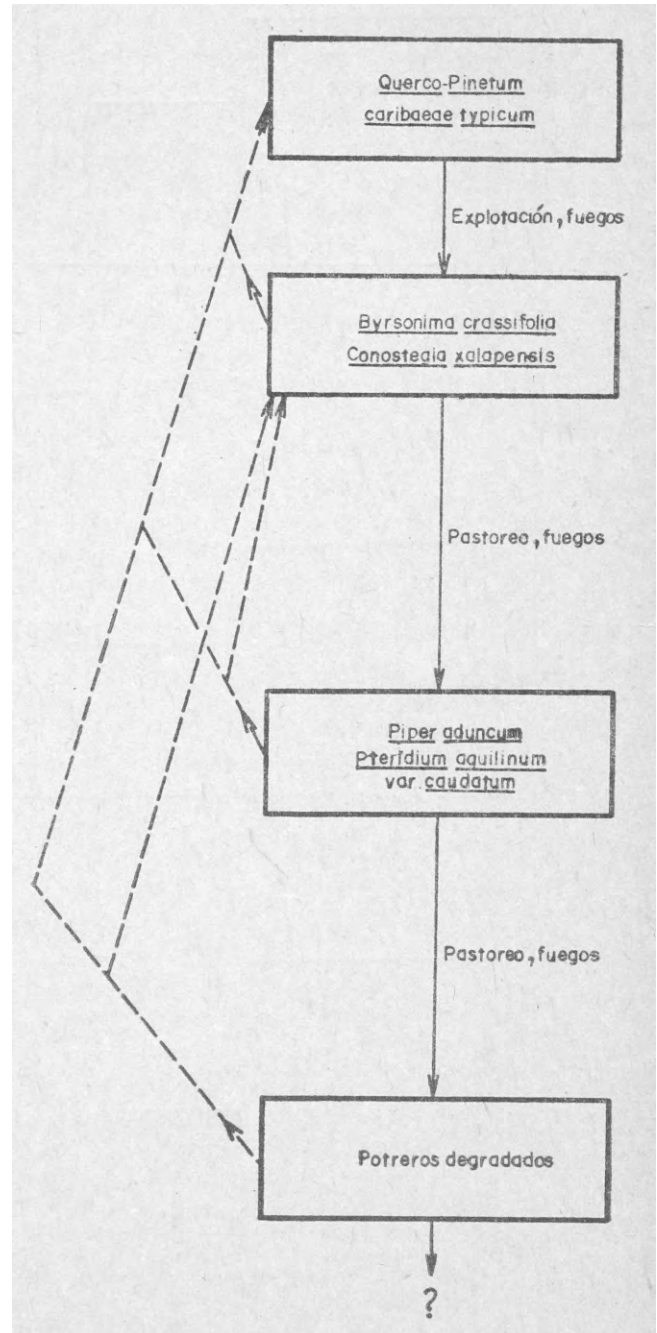 Querco-Pinetum
caribaeae typicum
Explotación, fuegos
Byrsonima crassifolia
Conostegia xalapensis
Pastoreo, fuegos
Piper aduncum
Pteridium aquilinum
var. caudatum
Pastoreo, fuegos
Potreros degradados
?